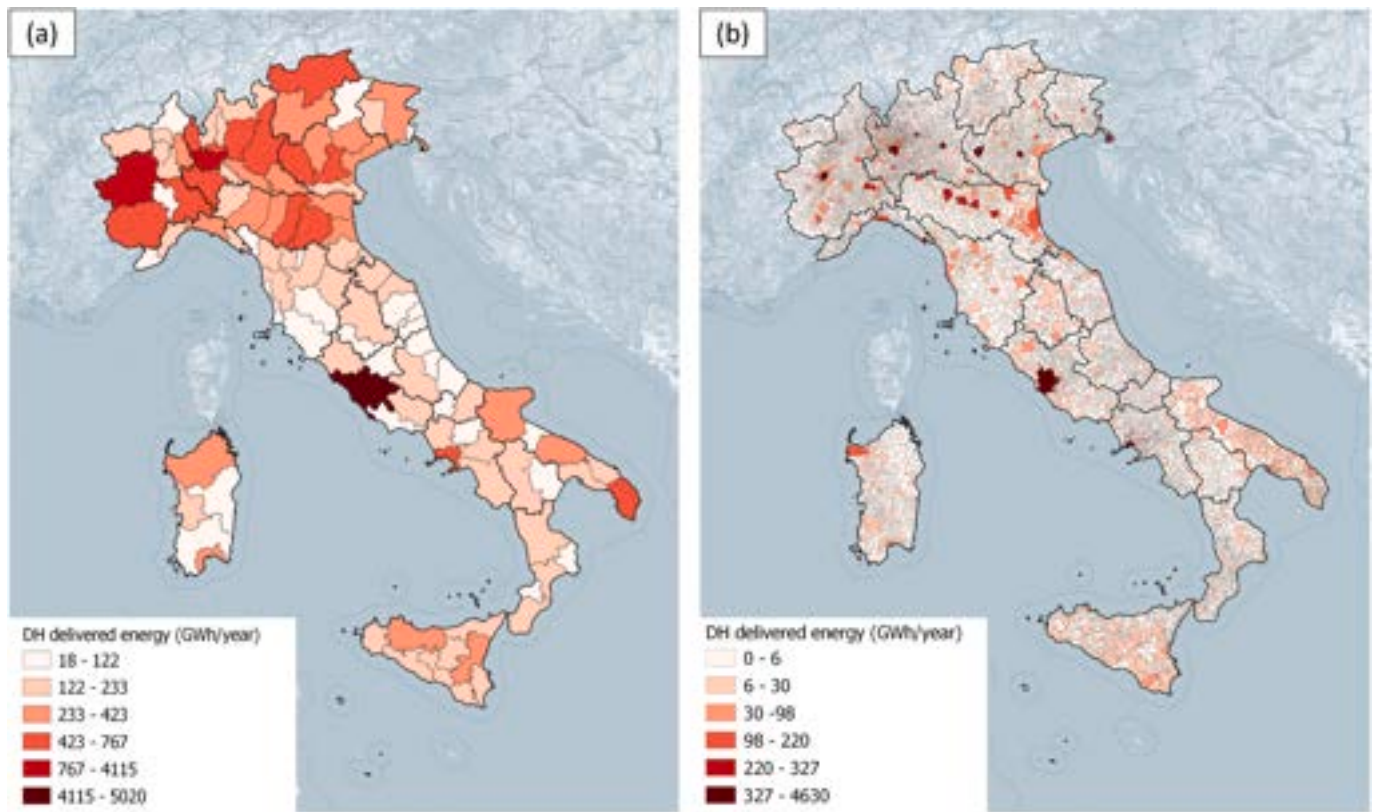 (a)
DH delivered energy (GWh/year)
18 - 122
122 - 233
233 - 423
423 - 767
767 - 4115
4115 - 5020
(b)
DH delivered energy (GWh/year)
0 - 6
6 - 30
30 -98
98 - 220
220 - 327
327 - 4630